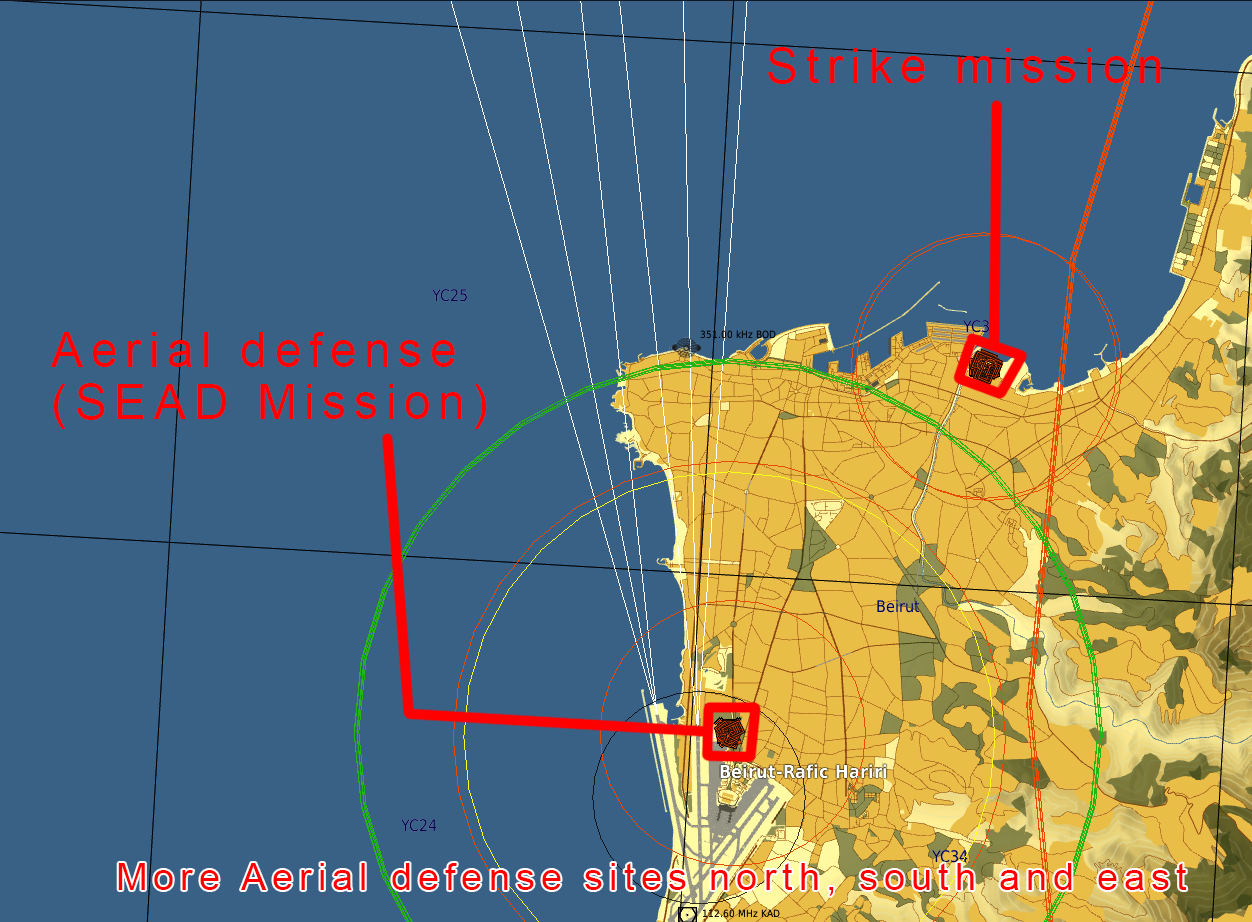 Strike mission
YC25
YC3
351.00 kHz BOD
Aerial defense
(SEAD Mission)
Beirut
Beirut-Rafic Hariri
YC24
YC34
More Aerial defense sites north, south and east
112.60 MHz KAD